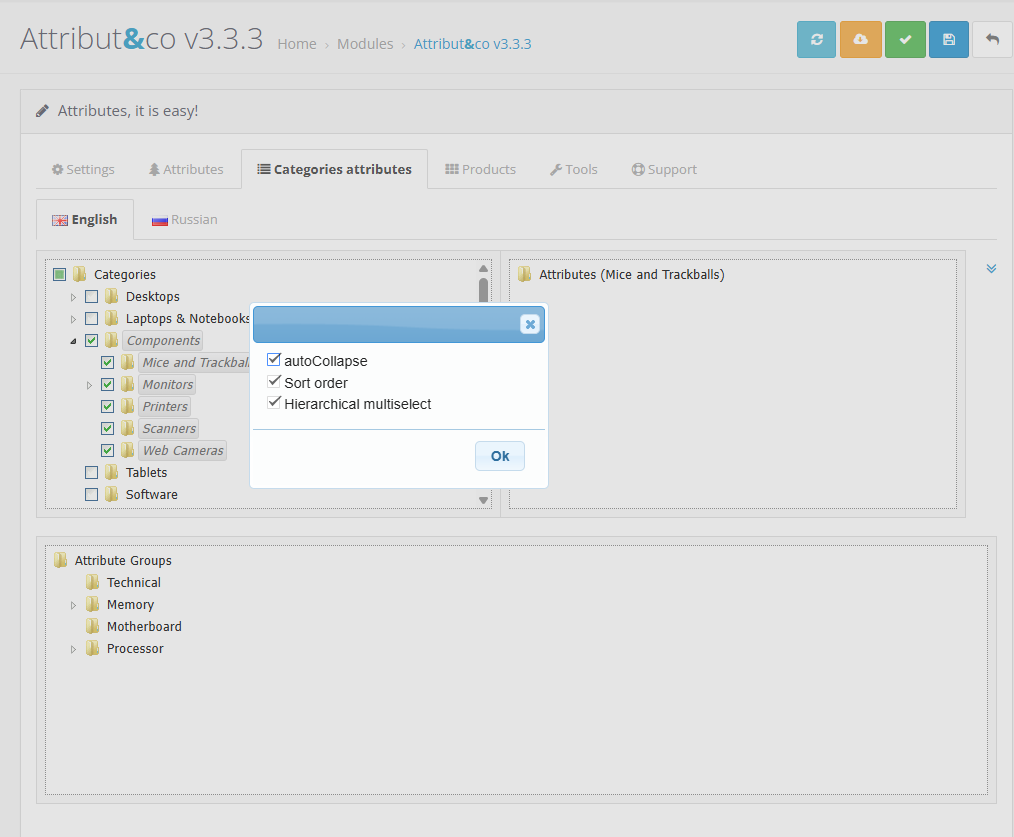 Attribut&co v3.3.3
Home › Modules › Attribut&co v3.3.3
Attributes, it is easy!
Settings Attributes Categories attributes Products Tools Support
English Russian
Categories
Desktops
Laptops & Notebooks
Components
Mice and Trackball
Monitors
Printers
Scanners
Web Cameras
Tablets
Software
Attributes (Mice and Trackballs)
autoCollapse
Sort order
Hierarchical multiselect
Ok
Attribute Groups
Technical
Memory
Motherboard
Processor